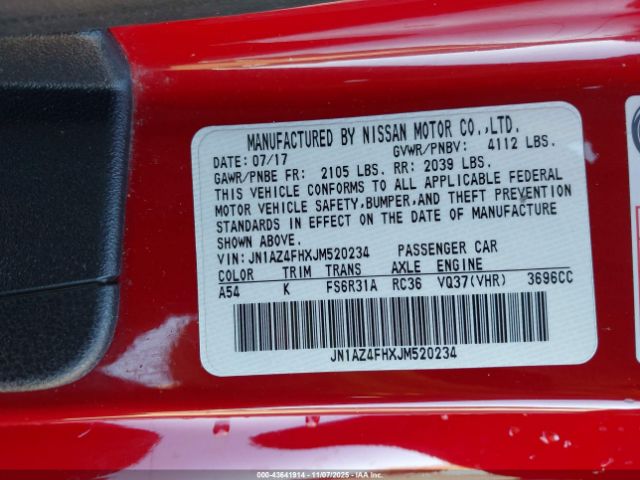 MANUFACTURED BY NISSAN MOTOR CO.,LTD.
DATE: 07/17 GVWR/PNBV: 4112 LBS.
GAWR/PNBE FR: 2105 LBS. RR: 2039 LBS.
THIS VEHICLE CONFORMS TO ALL APPLICABLE FEDERAL
MOTOR VEHICLE SAFETY,BUMPER,AND THEFT PREVENTION
STANDARDS IN EFFECT ON THE DATE OF MANUFACTURE
SHOWN ABOVE.
VIN: JN1AZ4FHXJM520234 PASSENGER CAR
COLOR TRIM TRANS AXLE ENGINE
A54 K FS6R31A RC36 VQ37(VHR) 3696CC
JN1AZ4FHXJM520234
000-43641914 - 11/07/2025 - IAAI.COM